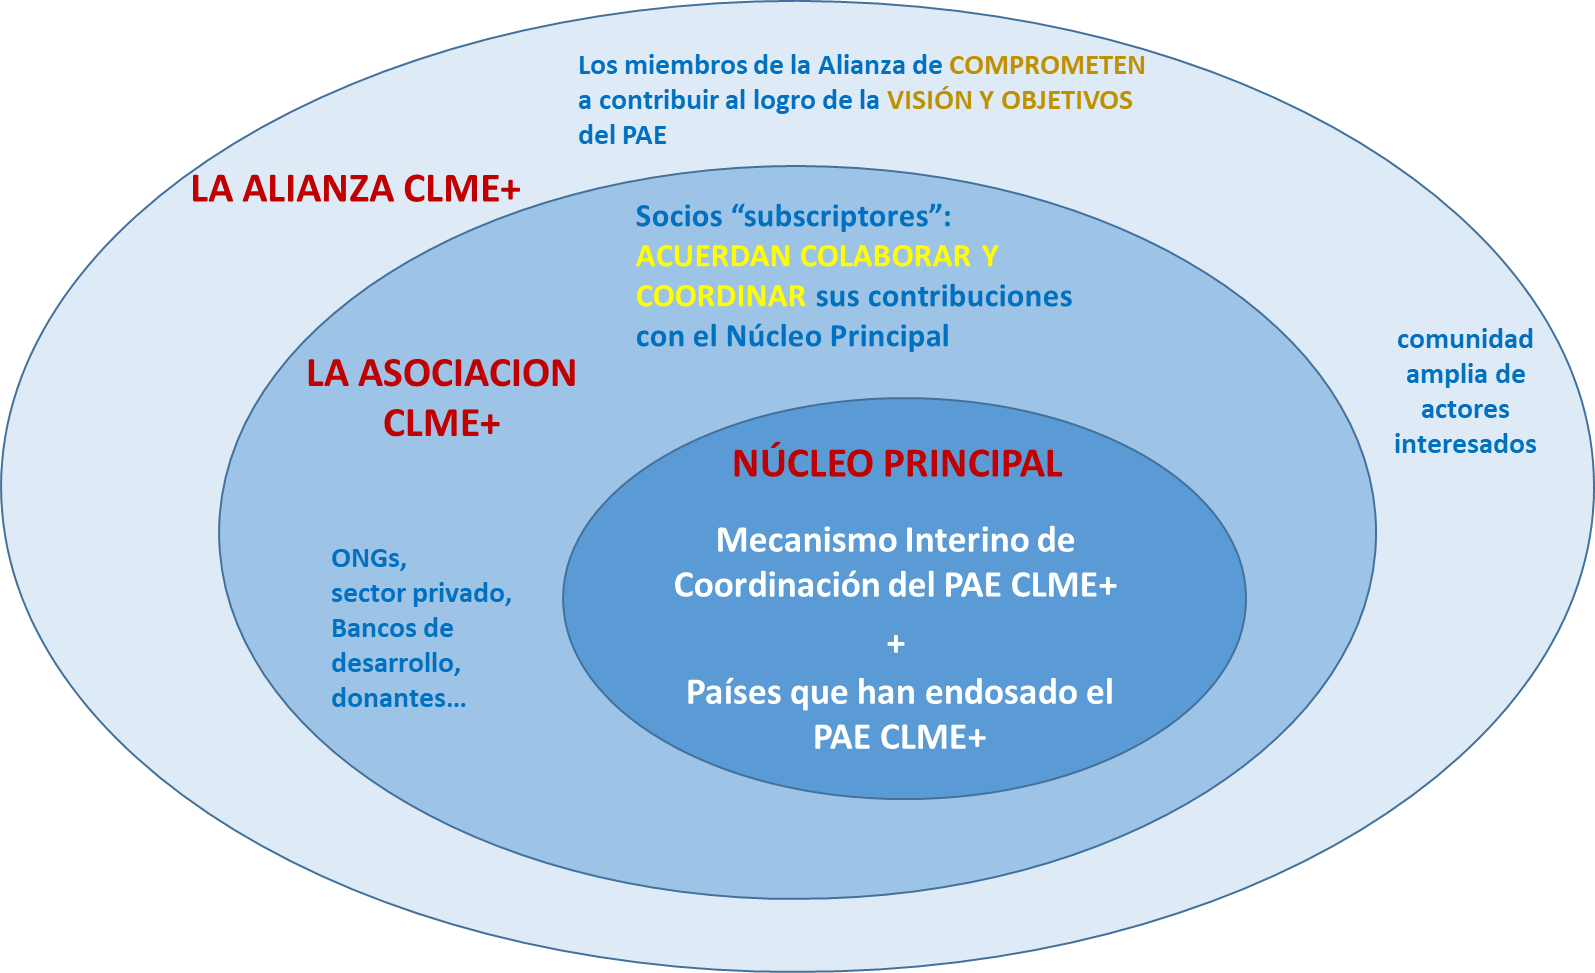 Los miembros de la Alianza de COMPROMETEN
a contribuir al logro de la VISIÓN Y OBJETIVOS
del PAE
LA ALIANZA CLME+
Socios “subscriptores”:
ACUERDAN COLABORAR Y
COORDINAR sus contribuciones
con el Núcleo Principal
LA ASOCIACION
CLME+
comunidad
amplia de
actores
interesados
NÚCLEO PRINCIPAL
Mecanismo Interino de
Coordinación del PAE CLME+
+
Países que han endosado el
PAE CLME+
ONGs,
sector privado,
Bancos de
desarrollo,
donantes...